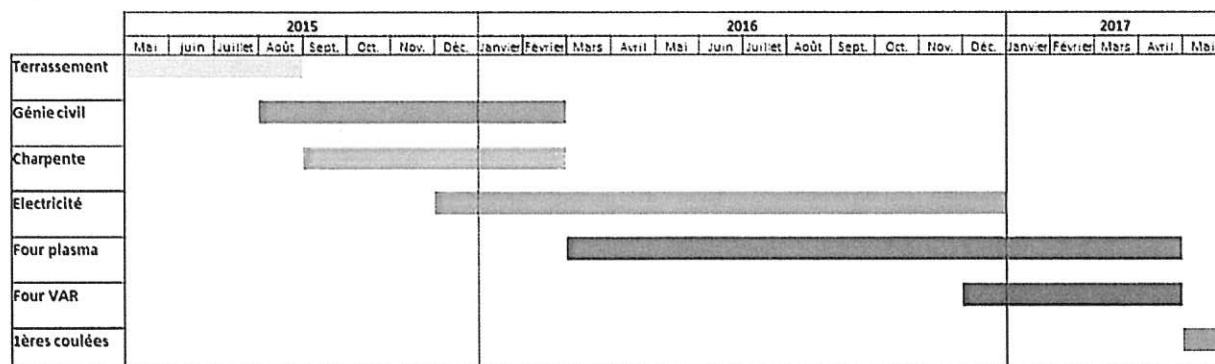 2015 2016 2017
Mai juin Juillet Août Sept. Oct. Nov. Déc. Janvier Février Mars Avril Mai Juin Juillet Août Sept. Oct. Nov. Déc. Janvier Février Mars Avril Mai
Terrassement
Génie civil
Charpente
Electricité
Four plasma
Four VAR
1ères coulées